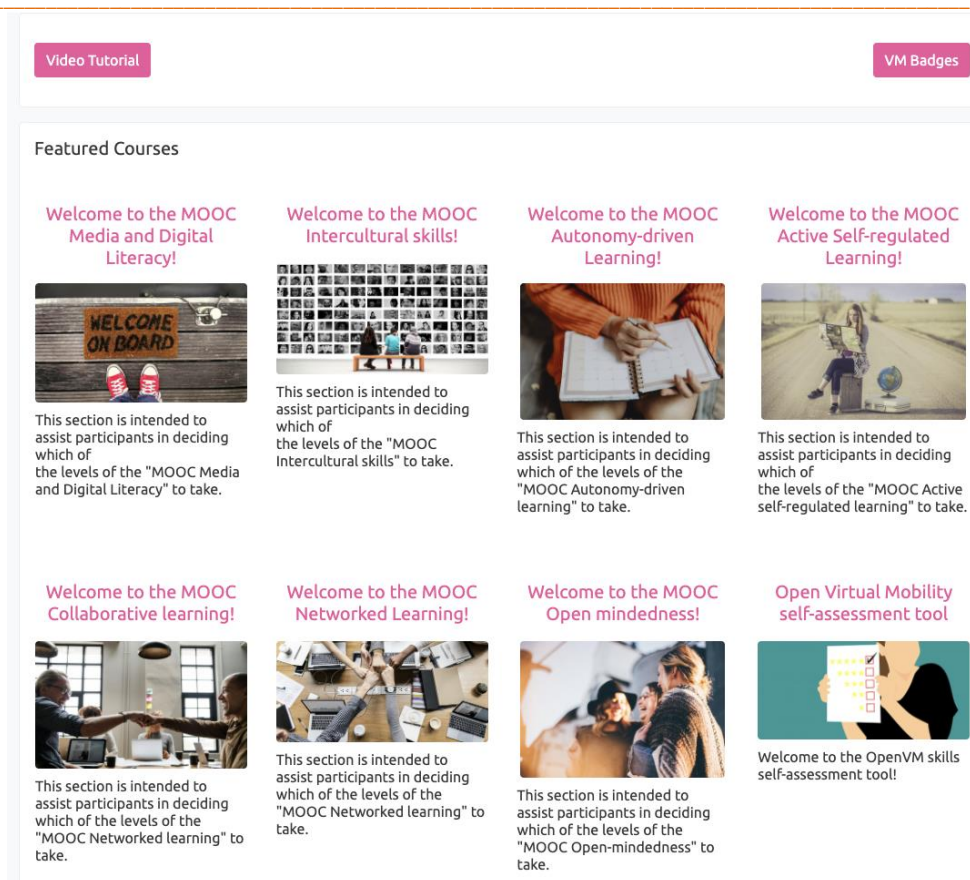 Video Tutorial
VM Badges
Featured Courses
Welcome to the MOOC
Media and Digital
Literacy!
WELCOME
ON BOARD
This section is intended to
assist participants in deciding
which of
the levels of the "MOOC Media
and Digital Literacy" to take.
Welcome to the MOOC
Intercultural skills!
This section is intended to
assist participants in deciding
which of
the levels of the "MOOC
Intercultural skills" to take.
Welcome to the MOOC
Autonomy-driven
Learning!
This section is intended to
assist participants in deciding
which of the levels of the
"MOOC Autonomy-driven
learning" to take.
Welcome to the MOOC
Active Self-regulated
Learning!
This section is intended to
assist participants in deciding
which of
the levels of the "MOOC Active
self-regulated learning" to take.
Welcome to the MOOC
Collaborative learning!
This section is intended to
assist participants in deciding
which of the levels of the
"MOOC Networked learning" to
take.
Welcome to the MOOC
Networked Learning!
This section is intended to
assist participants in deciding
which of the levels of the
"MOOC Networked learning" to
take.
Welcome to the MOOC
Open mindedness!
This section is intended to
assist participants in deciding
which of the levels of the
"MOOC Open-mindedness" to
take.
Open Virtual Mobility
self-assessment tool
Welcome to the OpenVM skills
self-assessment tool!